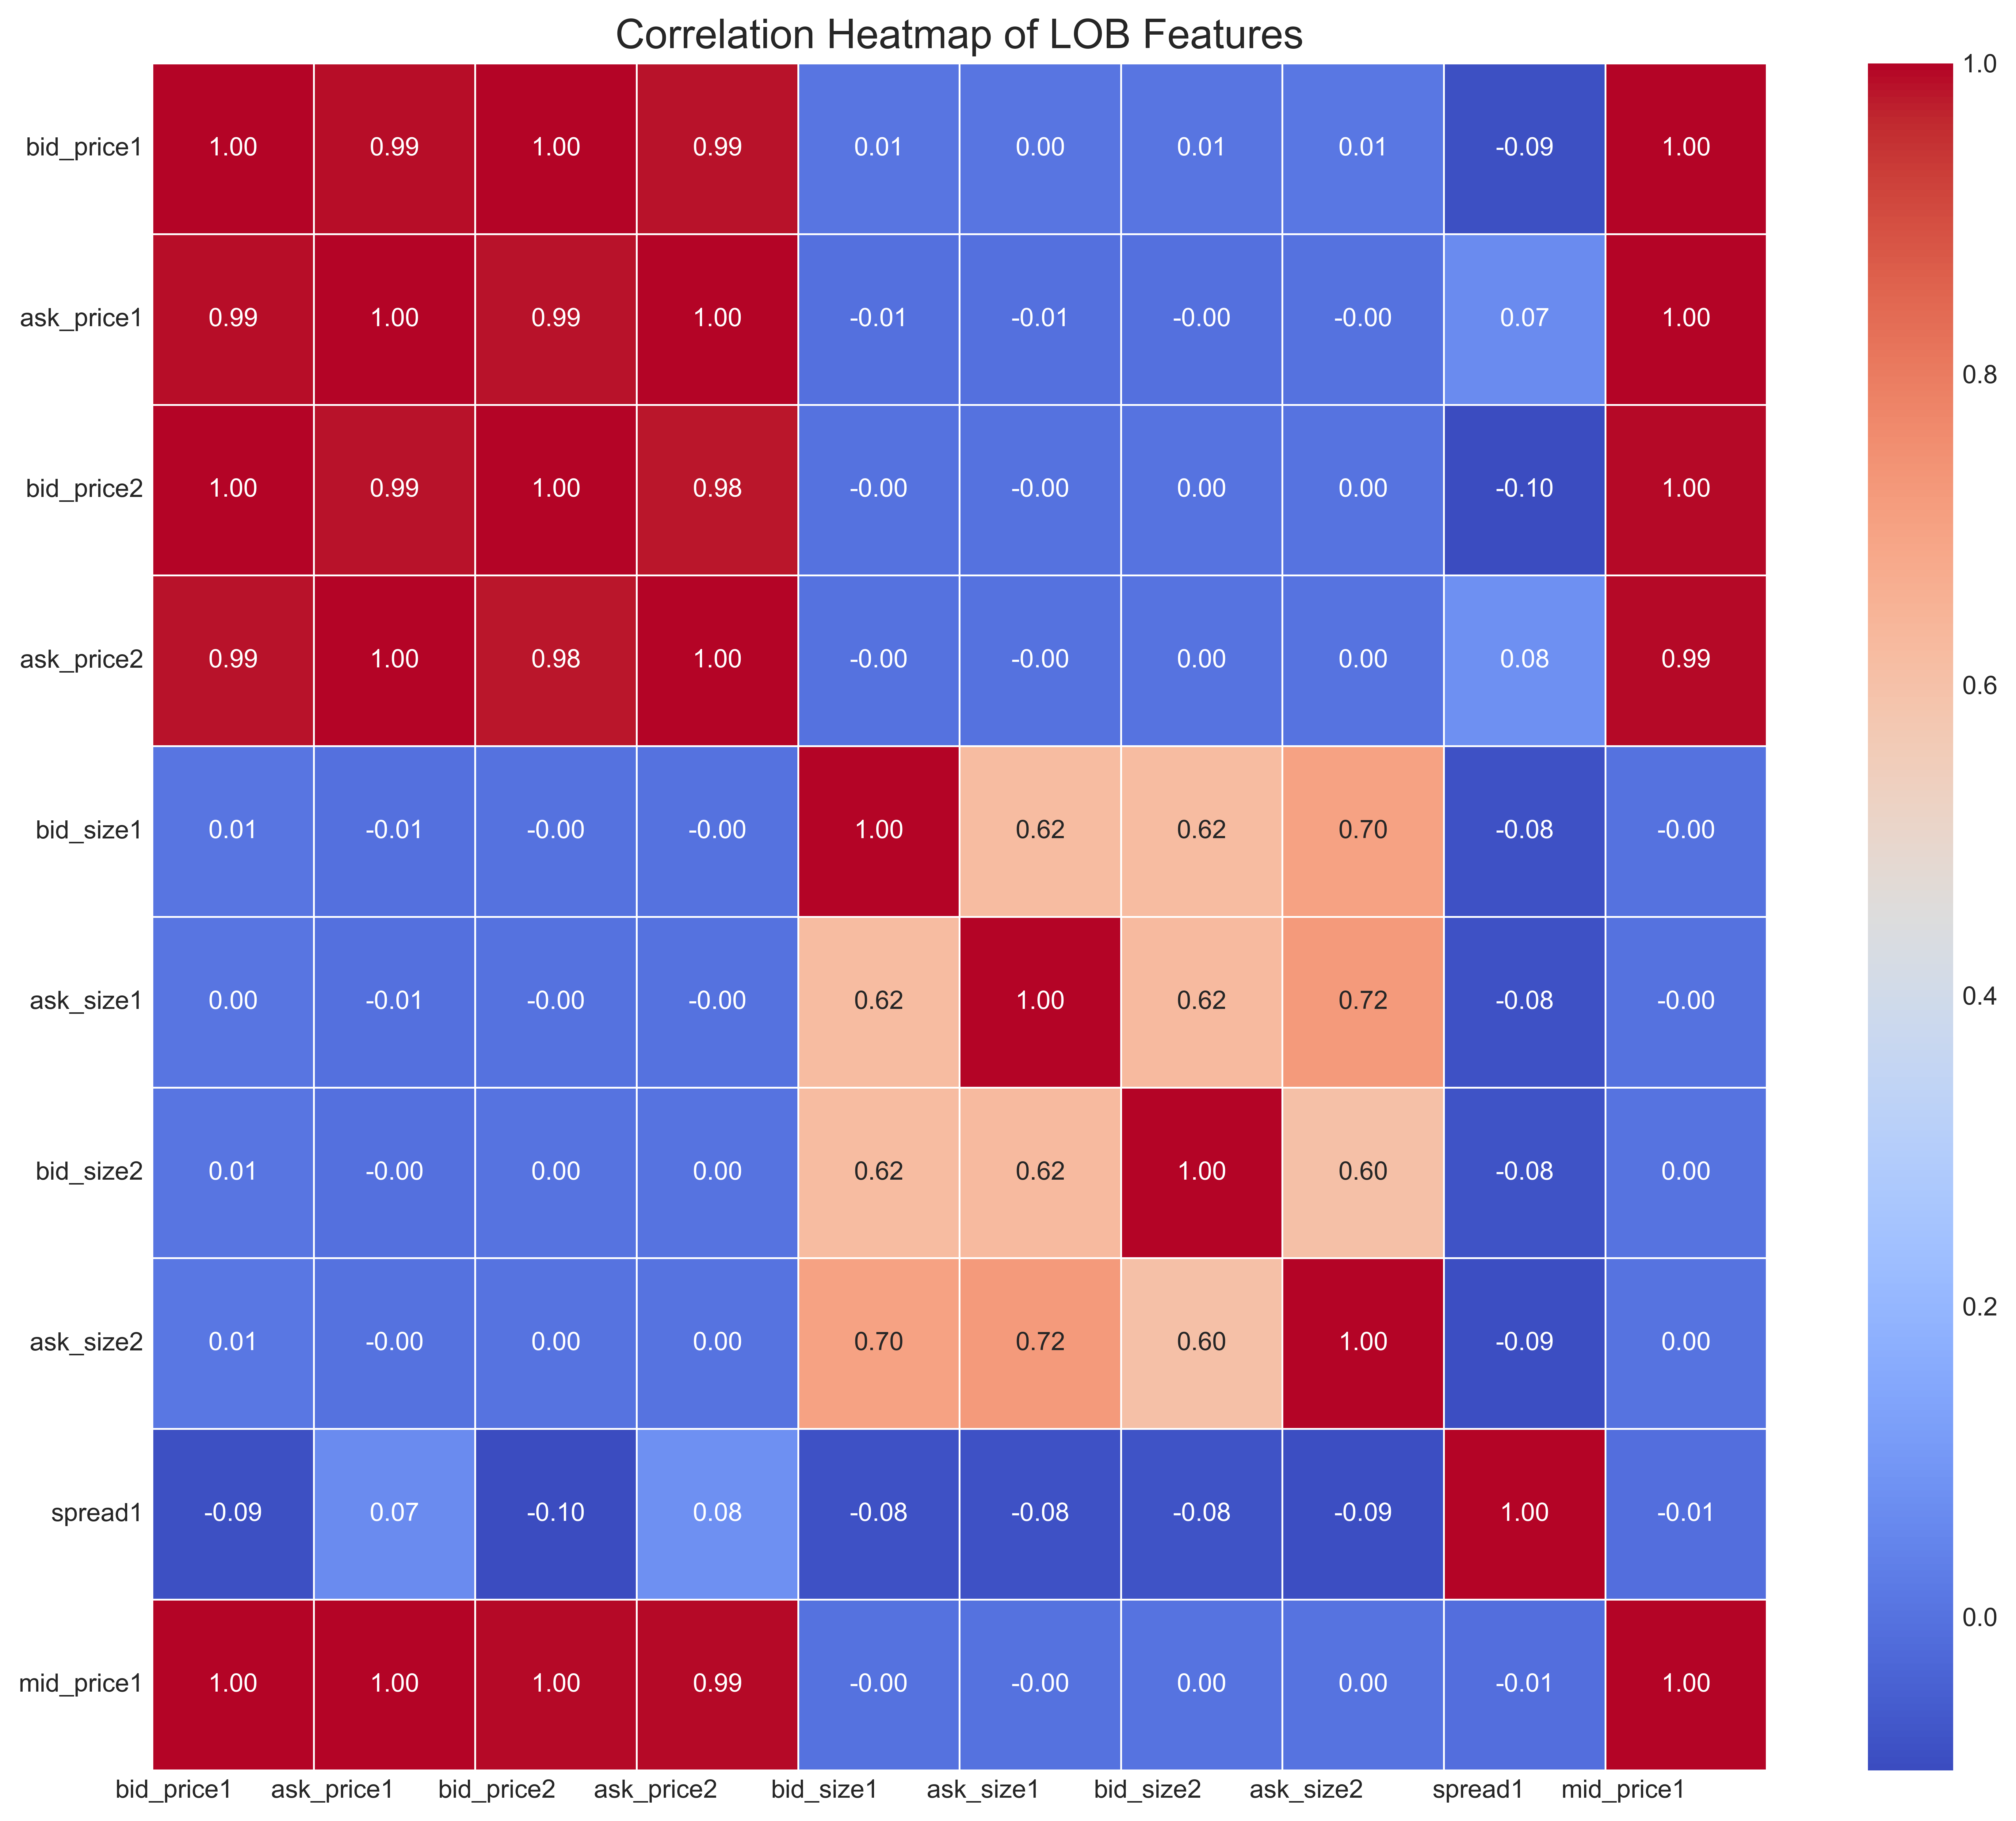 Correlation Heatmap of LOB Features
bid_price1 1.00 0.99 1.00 0.99 0.01 0.00 0.01 0.01 -0.09 1.00
ask_price1 0.99 1.00 0.99 1.00 -0.01 -0.01 -0.00 -0.00 0.07 1.00
bid_price2 1.00 0.99 1.00 0.98 -0.00 -0.00 0.00 0.00 -0.10 1.00
ask_price2 0.99 1.00 0.98 1.00 -0.00 -0.00 0.00 0.00 0.08 0.99
bid_size1 0.01 -0.01 -0.00 -0.00 1.00 0.62 0.62 0.70 -0.08 -0.00
ask_size1 0.00 -0.01 -0.00 -0.00 0.62 1.00 0.62 0.72 -0.08 -0.00
bid_size2 0.01 -0.00 0.00 0.00 0.62 0.62 1.00 0.60 -0.08 0.00
ask_size2 0.01 -0.00 0.00 0.00 0.70 0.72 0.60 1.00 -0.09 0.00
spread1 -0.09 0.07 -0.10 0.08 -0.08 -0.08 -0.08 -0.09 1.00 -0.01
mid_price1 1.00 1.00 1.00 0.99 -0.00 -0.00 0.00 0.00 -0.01 1.00
bid_price1 ask_price1 bid_price2 ask_price2 bid_size1 ask_size1 bid_size2 ask_size2 spread1 mid_price1
1.0
0.8
0.6
0.4
0.2
0.0